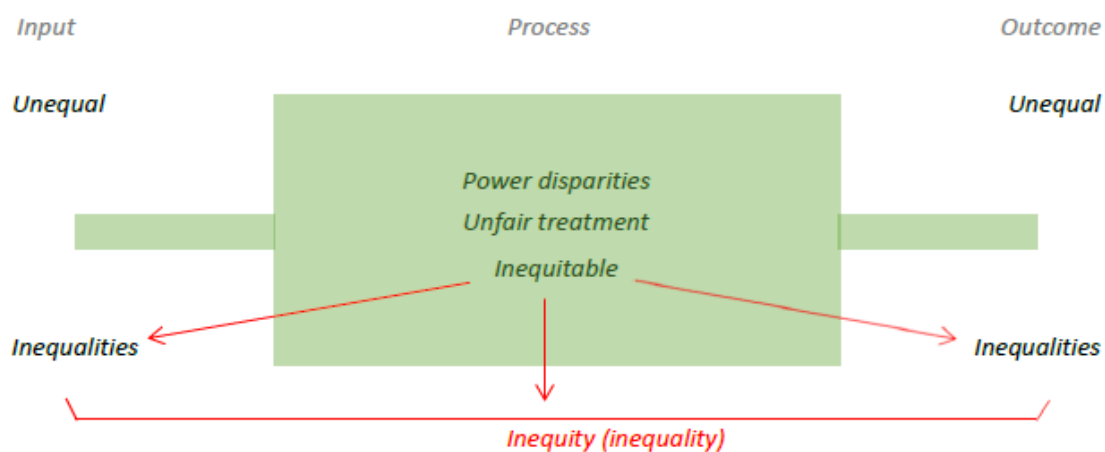 Input Process Outcome
Unequal Unequal
Power disparities
Unfair treatment
Inequitable
Inequalities Inequalities
Inequity (inequality)